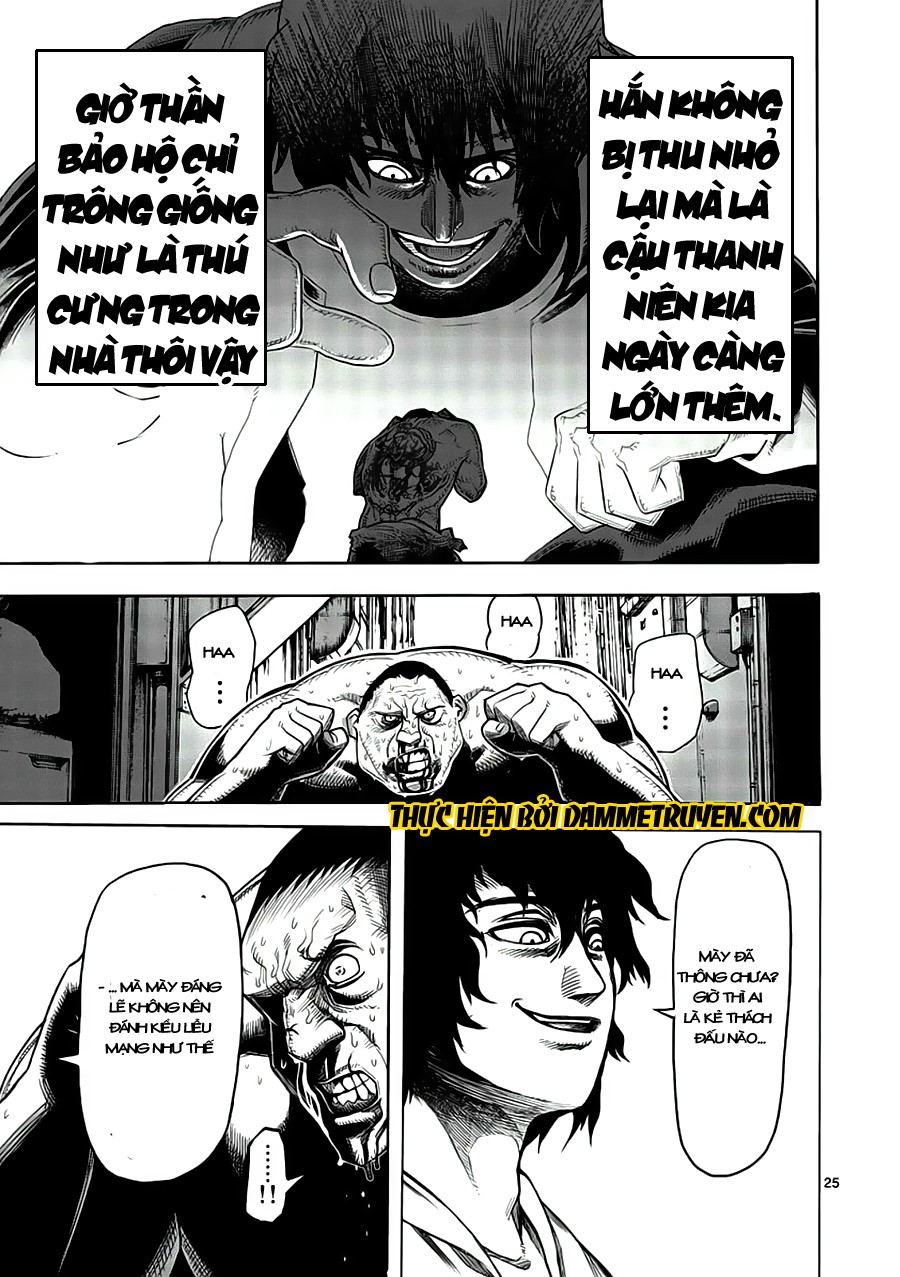 HẮN KHÔNG
BỊ THU NHỎ
LẠI MÀ LÀ
CẬU THANH
NIÊN KIA
NGÀY CÀNG
LỚN THÊM.
GIỜ THẦN
BẢO HỘ CHỈ
TRÔNG GIỐNG
NHƯ LÀ THÚ
CƯNG TRONG
NHÀ THÔI VẬY
HAA
...
HAA
HAA
...
THỰC HIỆN BỞI DAMMETRUYEN.COM
MÀY ĐÃ
THÔNG CHƯA?
GIỜ THÌ AI
LÀ KẺ THÁCH
ĐẤU NÀO...
- ... MÀ MÀY ĐÁNG
LẼ KHÔNG NÊN
ĐÁNH KIỂU LIỀU
MẠNG NHƯ THẾ
......!!
25